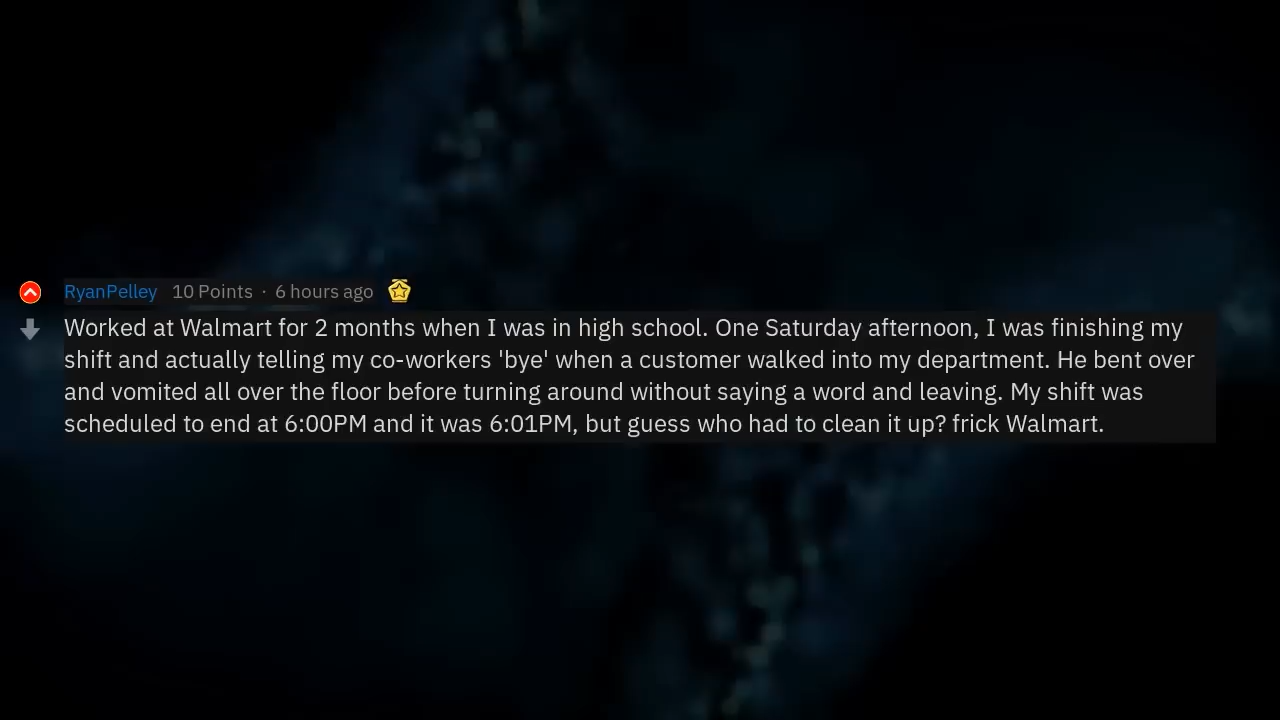 RyanPelley 10 Points · 6 hours ago
Worked at Walmart for 2 months when I was in high school. One Saturday afternoon, I was finishing my
shift and actually telling my co-workers 'bye' when a customer walked into my department. He bent over
and vomited all over the floor before turning around without saying a word and leaving. My shift was
scheduled to end at 6:00PM and it was 6:01PM, but guess who had to clean it up? frick Walmart.